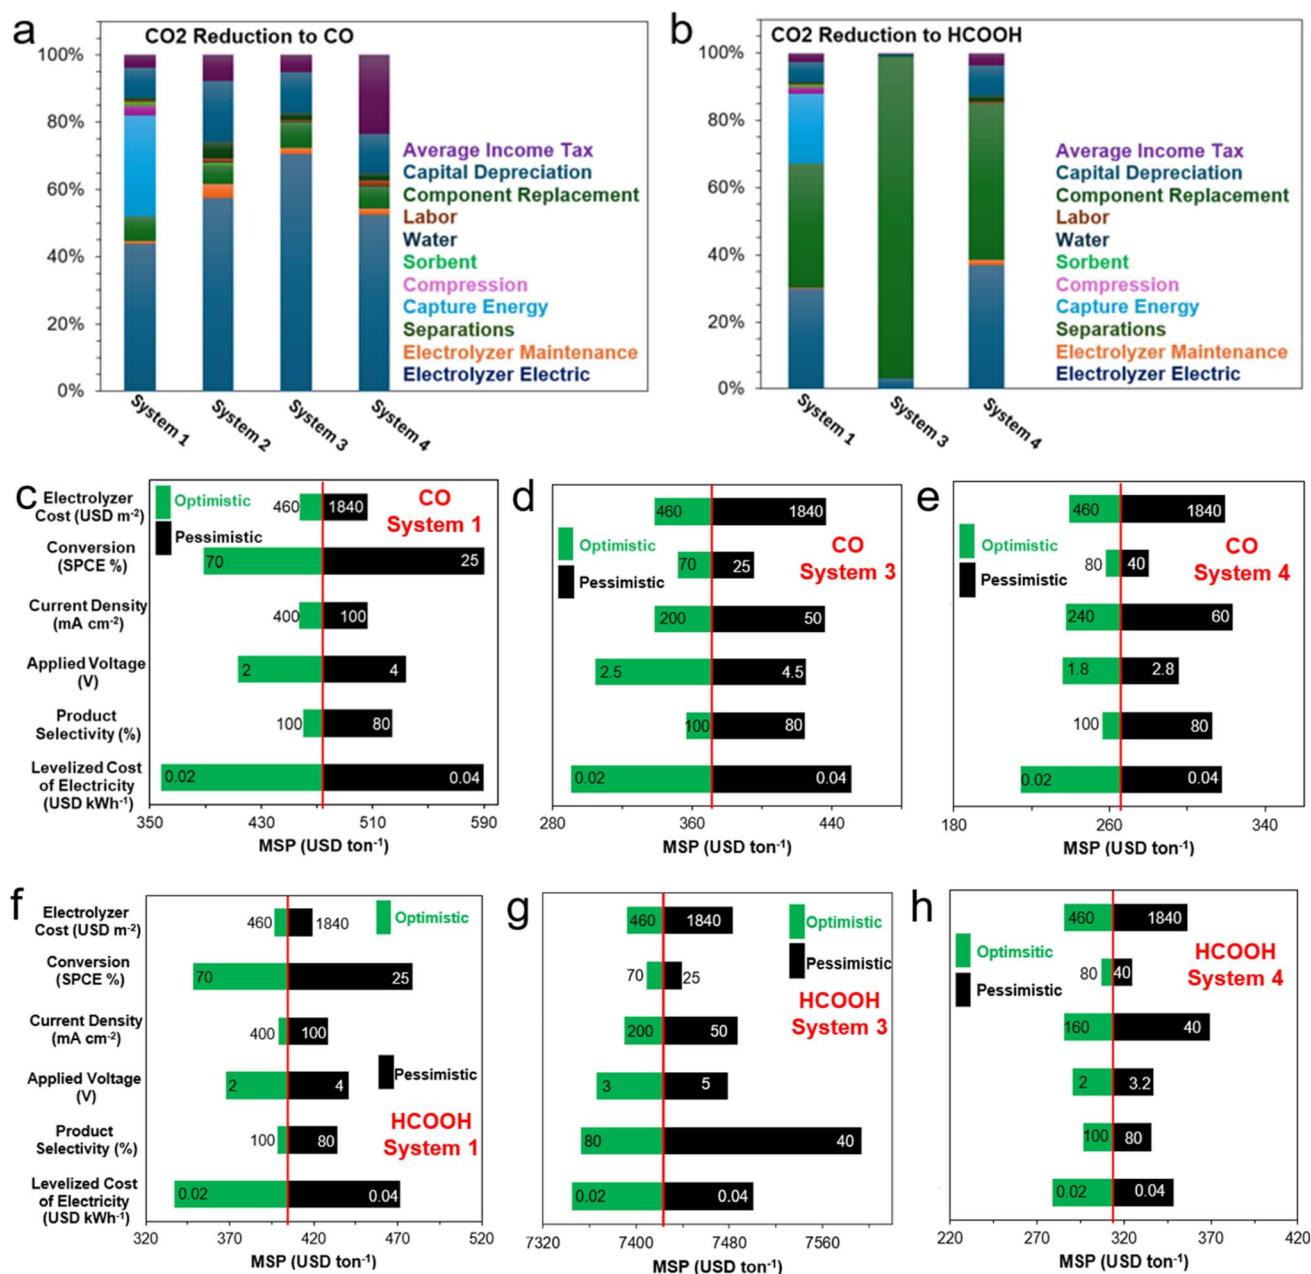 a
CO2 Reduction to CO
100%
80%
60%
40%
20%
0%
Average Income Tax
Capital Depreciation
Component Replacement
Labor
Water
Sorbent
Compression
Capture Energy
Separations
Electrolyzer Maintenance
Electrolyzer Electric
System 1
System 2
System 3
System 4
b
CO2 Reduction to HCOOH
100%
80%
60%
40%
20%
0%
Average Income Tax
Capital Depreciation
Component Replacement
Labor
Water
Sorbent
Compression
Capture Energy
Separations
Electrolyzer Maintenance
Electrolyzer Electric
System 1
System 3
System 4
c
Electrolyzer
Cost (USD m-2)
Conversion
(SPCE %)
Current Density
(mA cm-2)
Applied Voltage
(V)
Product
Selectivity (%)
Levelized Cost
of Electricity
(USD kWh-1)
Optimistic
Pessimistic
CO
System 1
460 1840
70 25
400 100
2 4
100 80
0.02 0.04
350 430 510 590
MSP (USD ton-1)
d
Optimistic
Pessimistic
CO
System 3
460 1840
70 25
200 50
2.5 4.5
100 80
0.02 0.04
280 360 440
MSP (USD ton-1)
e
Optimistic
Pessimistic
CO
System 4
460 1840
80 40
240 60
1.8 2.8
100 80
0.02 0.04
180 260 340
MSP (USD ton-1)
f
Electrolyzer
Cost (USD m-2)
Conversion
(SPCE %)
Current Density
(mA cm-2)
Applied Voltage
(V)
Product
Selectivity (%)
Levelized Cost
of Electricity
(USD kWh-1)
Optimistic
Pessimistic
HCOOH
System 1
460 1840
70 25
400 100
2 4
100 80
0.02 0.04
320 370 420 470 520
MSP (USD ton-1)
g
Optimistic
Pessimistic
HCOOH
System 3
460 1840
70 25
200 50
3 5
80 40
0.02 0.04
7320 7400 7480 7560
MSP (USD ton-1)
h
Optimsitic
Pessimistic
HCOOH
System 4
460 1840
80 40
160 40
2 3.2
100 80
0.02 0.04
220 270 320 370 420
MSP (USD ton-1)